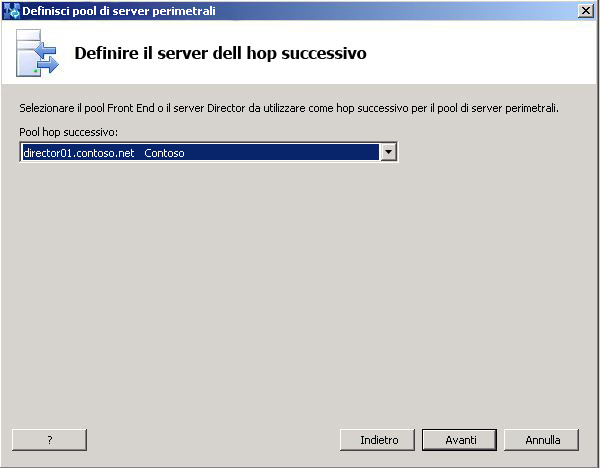 Definisci pool di server perimetrali
Definire il server dell hop successivo
Selezionare il pool Front End o il server Director da utilizzare come hop successivo per il pool di server perimetrali.
Pool hop successivo:
director01.contoso.net Contoso
?
Indietro
Avanti
Annulla